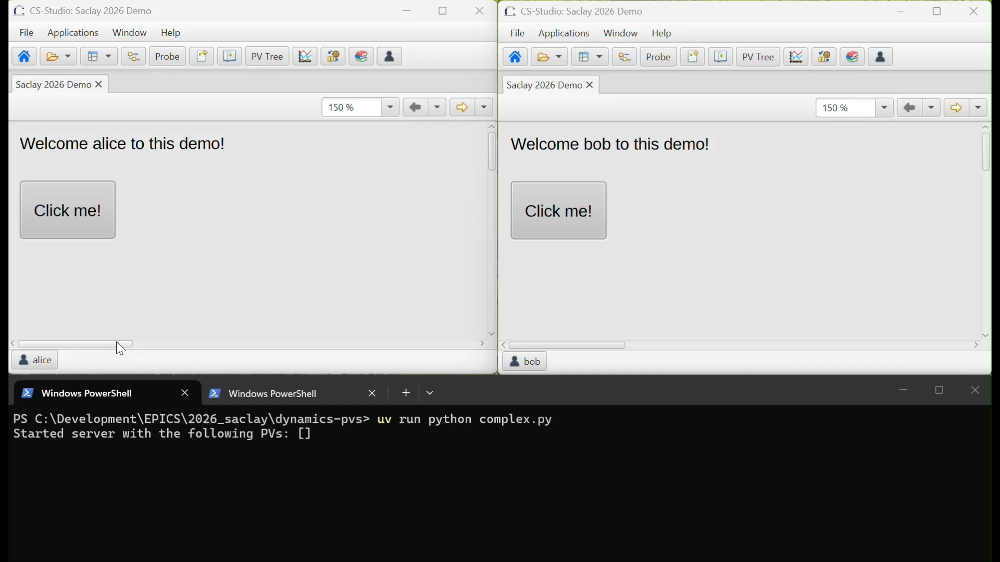 CS-Studio: Saclay 2026 Demo
File Applications Window Help
Probe PV Tree
Saclay 2026 Demo
150 %
Welcome alice to this demo!
Click me!
alice
CS-Studio: Saclay 2026 Demo
File Applications Window Help
Probe PV Tree
Saclay 2026 Demo
150 %
Welcome bob to this demo!
Click me!
bob
Windows PowerShell Windows PowerShell
PS C:\Development\EPICS\2026_saclay\dynamics-pvs> uv run python complex.py
Started server with the following PVs: []